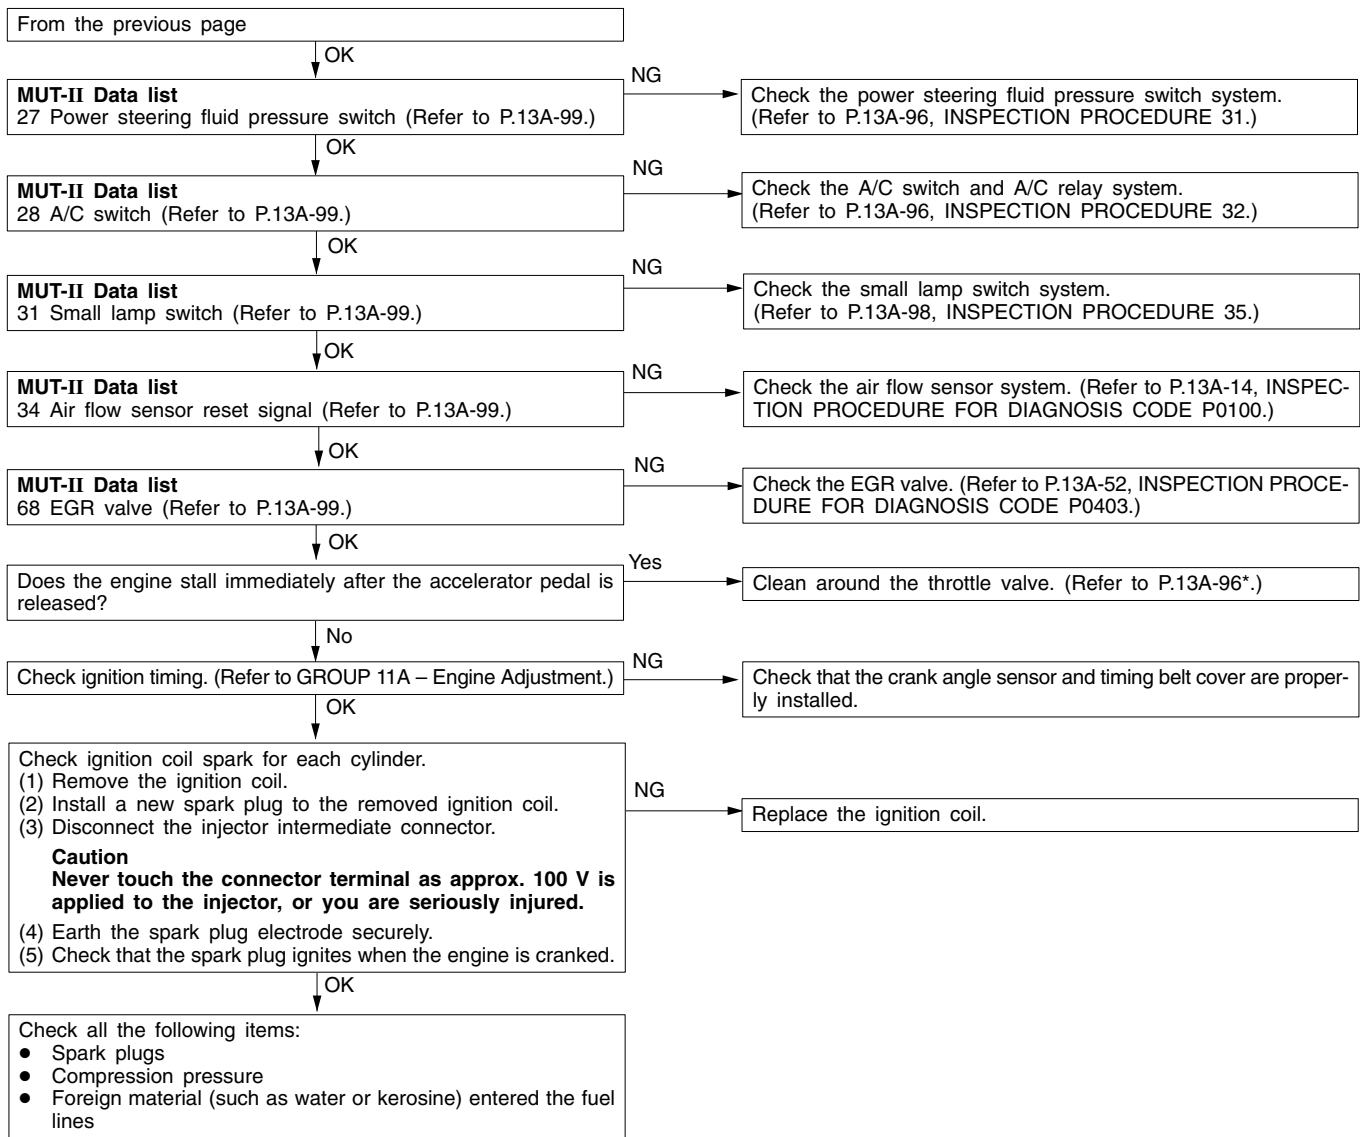 From the previous page
OK
MUT-II Data list
27 Power steering fluid pressure switch (Refer to P.13A-99.)
NG
Check the power steering fluid pressure switch system.
(Refer to P.13A-96, INSPECTION PROCEDURE 31.)
OK
MUT-II Data list
28 A/C switch (Refer to P.13A-99.)
NG
Check the A/C switch and A/C relay system.
(Refer to P.13A-96, INSPECTION PROCEDURE 32.)
OK
MUT-II Data list
31 Small lamp switch (Refer to P.13A-99.)
NG
Check the small lamp switch system.
(Refer to P.13A-98, INSPECTION PROCEDURE 35.)
OK
MUT-II Data list
34 Air flow sensor reset signal (Refer to P.13A-99.)
NG
Check the air flow sensor system. (Refer to P.13A-14, INSPEC-
TION PROCEDURE FOR DIAGNOSIS CODE P0100.)
OK
MUT-II Data list
68 EGR valve (Refer to P.13A-99.)
NG
Check the EGR valve. (Refer to P.13A-52, INSPECTION PROCE-
DURE FOR DIAGNOSIS CODE P0403.)
OK
Does the engine stall immediately after the accelerator pedal is
released?
Yes
Clean around the throttle valve. (Refer to P.13A-96*.)
No
Check ignition timing. (Refer to GROUP 11A – Engine Adjustment.)
NG
Check that the crank angle sensor and timing belt cover are proper-
ly installed.
OK
Check ignition coil spark for each cylinder.
(1) Remove the ignition coil.
(2) Install a new spark plug to the removed ignition coil.
(3) Disconnect the injector intermediate connector.
Caution
Never touch the connector terminal as approx. 100 V is
applied to the injector, or you are seriously injured.
(4) Earth the spark plug electrode securely.
(5) Check that the spark plug ignites when the engine is cranked.
NG
Replace the ignition coil.
OK
Check all the following items:
● Spark plugs
● Compression pressure
● Foreign material (such as water or kerosine) entered the fuel
lines